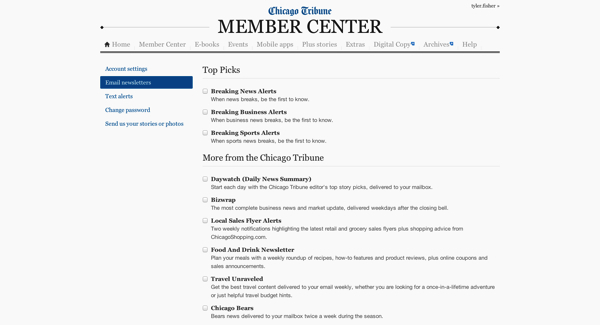 tyler.fisher »
Chicago Tribune
MEMBER CENTER
Home Member Center E-books Events Mobile apps Plus stories Extras Digital Copy Archives Help
Account settings
Email newsletters
Text alerts
Change password
Send us your stories or photos
Top Picks
Breaking News Alerts
When news breaks, be the first to know.
Breaking Business Alerts
When business news breaks, be the first to know.
Breaking Sports Alerts
When sports news breaks, be the first to know.
More from the Chicago Tribune
Daywatch (Daily News Summary)
Start each day with the Chicago Tribune editor's top story picks, delivered to your mailbox.
Bizwrap
The most complete business news and market update, delivered weekdays after the closing bell.
Local Sales Flyer Alerts
Two weekly notifications highlighting the latest retail and grocery sales flyers plus shopping advice from
ChicagoShopping.com.
Food And Drink Newsletter
Plan your meals with a weekly roundup of recipes, how-to features and product reviews, plus online coupons and
sales announcements.
Travel Unraveled
Get the best travel content delivered to your email weekly, whether you are looking for a once-in-a-lifetime adventure
or just helpful travel budget hints.
Chicago Bears
Bears news delivered to your mailbox twice a week during the season.